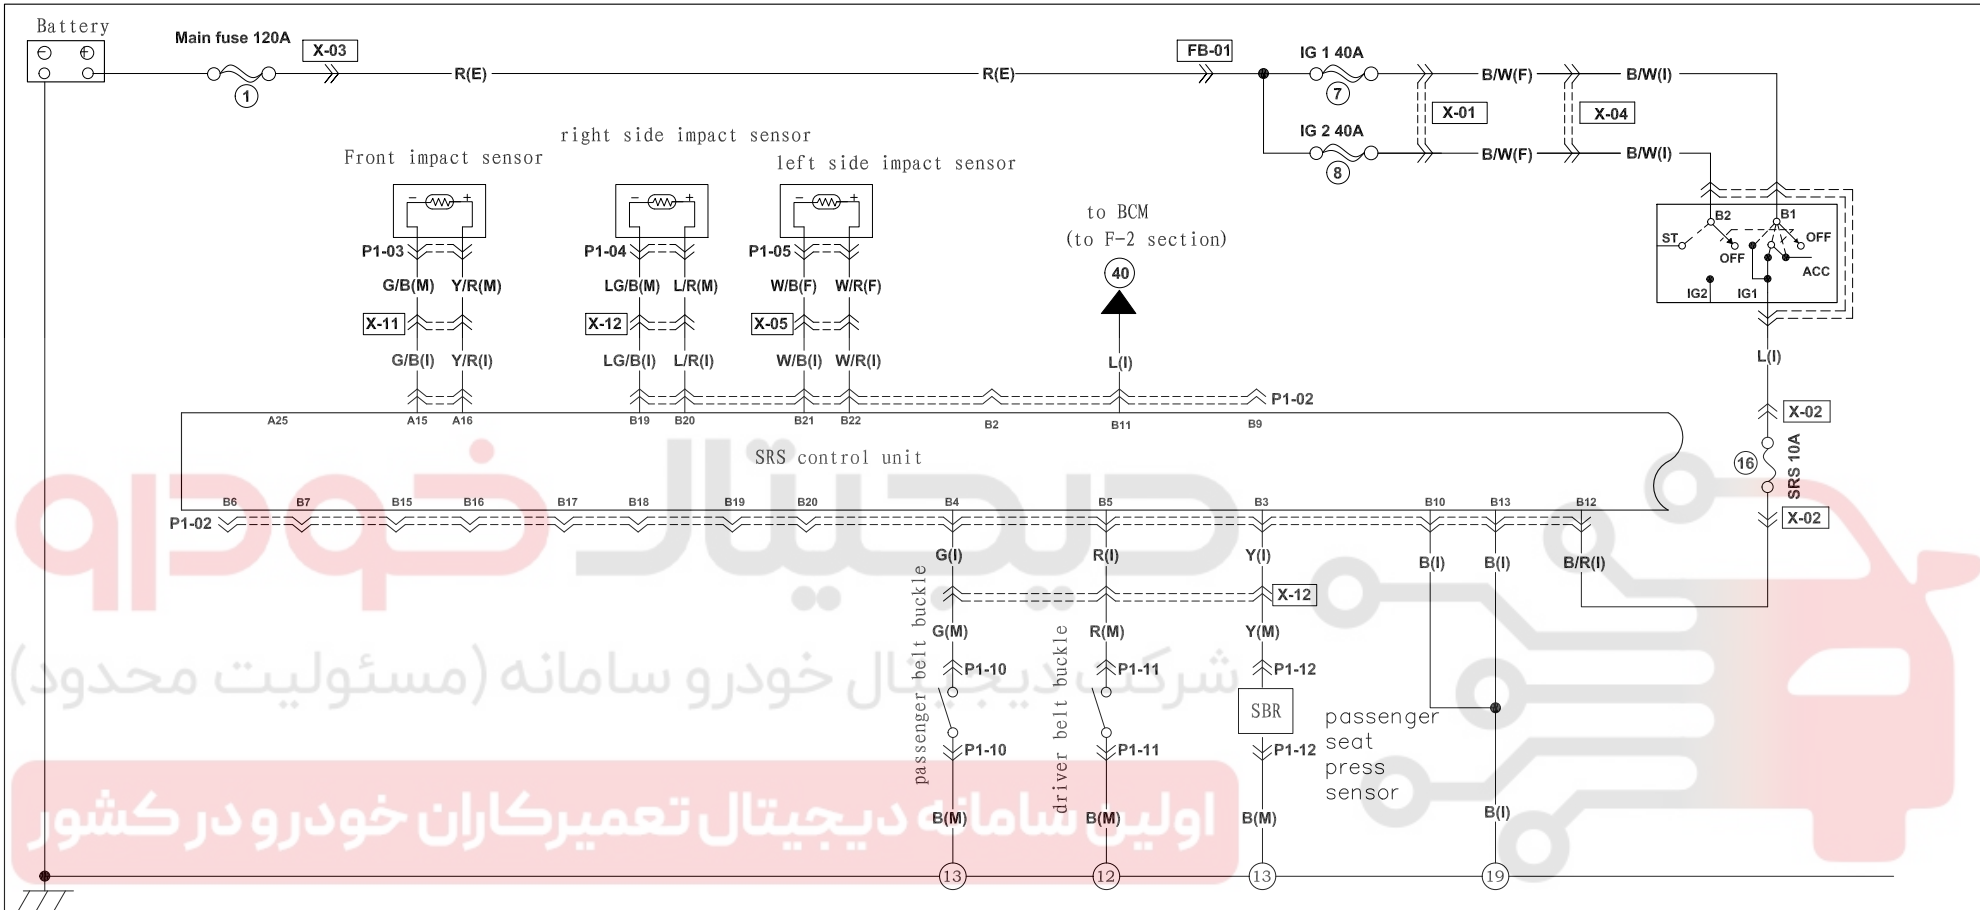 Battery
Main fuse 120A
X-03
1
R(E)
R(E)
FB-01
IG 1 40A
7
IG 2 40A
8
X-01
B/W(F)
B/W(F)
X-04
B/W(I)
B/W(I)
Front impact sensor
right side impact sensor
left side impact sensor
to BCM
(to F-2 section)
40
P1-03
P1-04
P1-05
B2
B1
ST
OFF
OFF
ACC
IG2
IG1
G/B(M)
Y/R(M)
LG/B(M)
L/R(M)
W/B(F)
W/R(F)
X-11
X-12
X-05
G/B(I)
Y/R(I)
LG/B(I)
L/R(I)
W/B(I)
W/R(I)
L(I)
L(I)
P1-02
X-02
A25
A15
A16
B19
B20
B21
B22
B2
B11
B9
SRS control unit
16
SRS 10A
X-02
B6
B7
B15
B16
B17
B18
B19
B20
B4
B5
B3
B10
B13
B12
P1-02
G(I)
R(I)
Y(I)
B(I)
B(I)
B/R(I)
X-12
G(M)
R(M)
Y(M)
P1-10
P1-11
P1-12
passenger belt buckle
driver belt buckle
SBR
passenger
seat
press
sensor
P1-10
P1-11
P1-12
B(M)
B(M)
B(M)
B(I)
13
12
13
19
دیجیتال خودرو
شرکت دیجیتال خودرو سامانه (مسئولیت محدود)
اولین سامانه دیجیتال تعمیرکاران خودرو در کشور